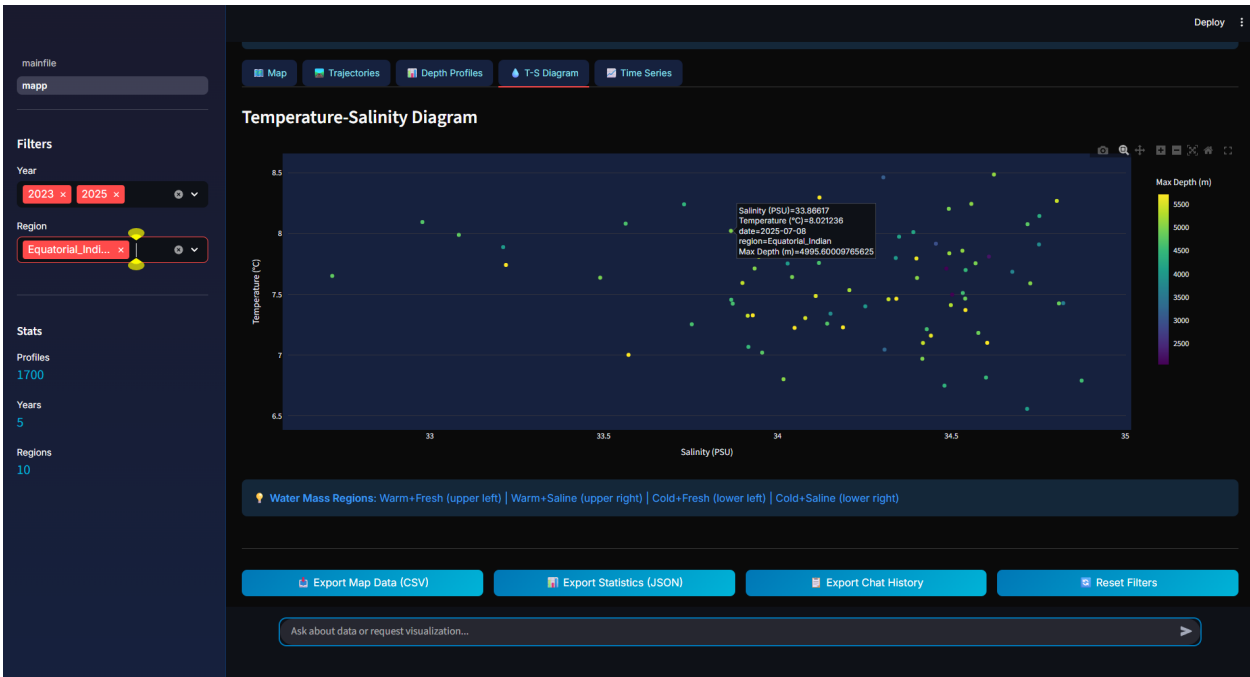 Deploy
mainfile
mapp
Filters
Year
2023 ×
2025 ×
Region
Equatorial_Indi... ×
Stats
Profiles
1700
Years
5
Regions
10
Map
Trajectories
Depth Profiles
T-S Diagram
Time Series
Temperature-Salinity Diagram
8.5
8
7.5
7
6.5
Temperature (°C)
Salinity (PSU)=33.86617
Temperature (°C)=8.021236
date=2025-07-08
region=Equatorial_Indian
Max Depth (m)=4995.60009765625
33
33.5
34
34.5
35
Salinity (PSU)
Max Depth (m)
5500
5000
4500
4000
3500
3000
2500
Water Mass Regions: Warm+Fresh (upper left) | Warm+Saline (upper right) | Cold+Fresh (lower left) | Cold+Saline (lower right)
Export Map Data (CSV)
Export Statistics (JSON)
Export Chat History
Reset Filters
Ask about data or request visualization...